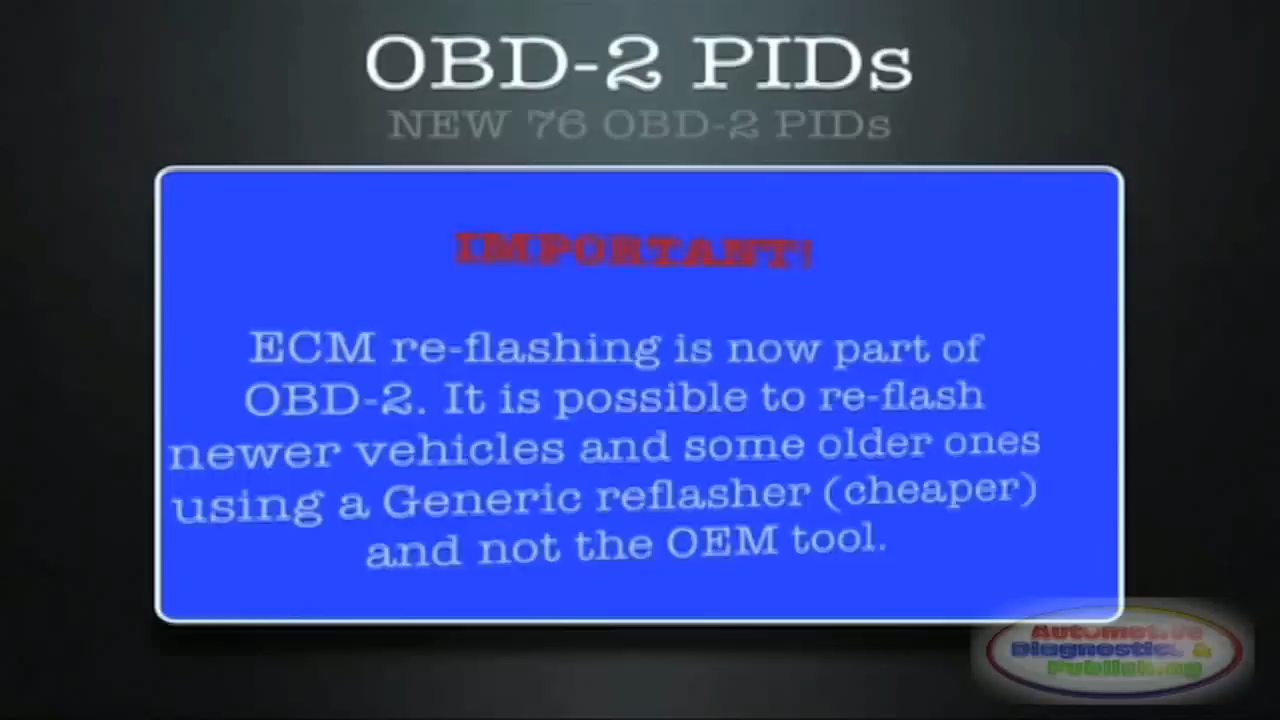 OBD-2 PIDs
NEW 76 OBD-2 PIDs
IMPORTANT!
ECM re-flashing is now part of
OBD-2. It is possible to re-flash
newer vehicles and some older ones
using a Generic reflasher (cheaper)
and not the OEM tool.
Automotive
Diagnostics &
Publishing